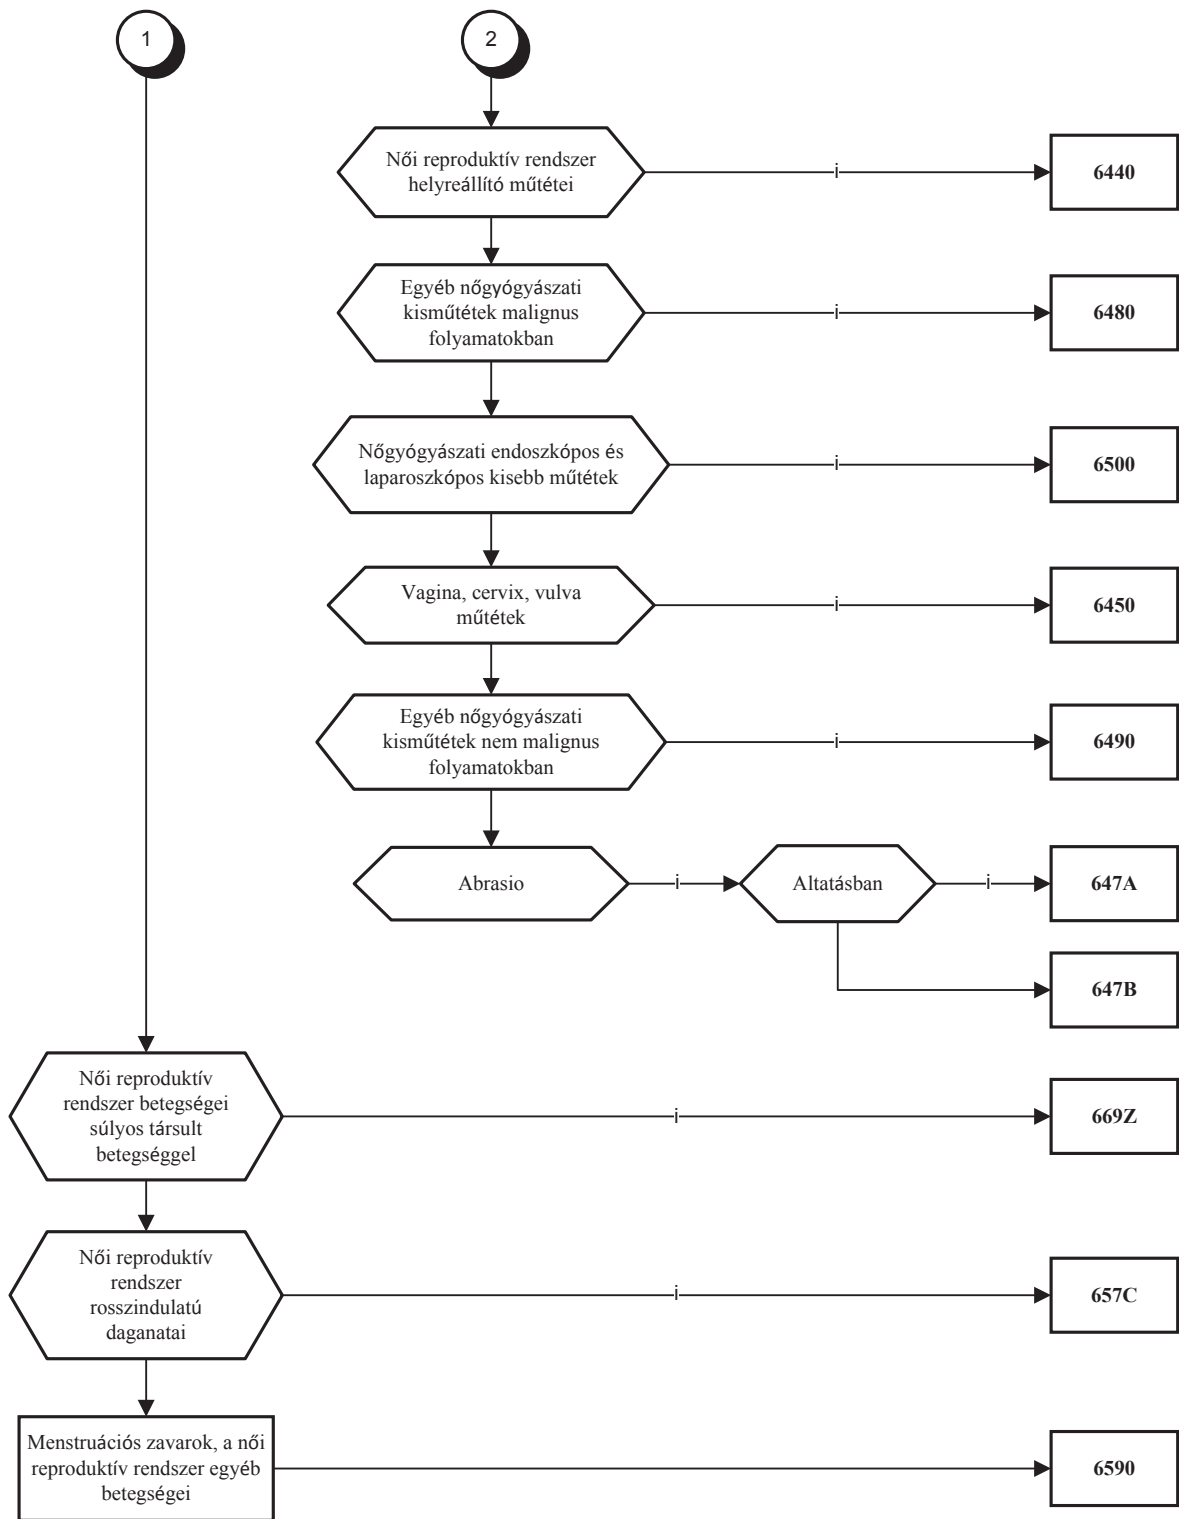 1
2
Női reproduktív rendszer
helyreállító műtétei
i
6440
Egyéb nőgyógyászati
kisműtétek malignus
folyamatokban
i
6480
Nőgyógyászati endoszkópos és
laparoszkópos kisebb műtétek
i
6500
Vagina, cervix, vulva
műtétek
i
6450
Egyéb nőgyógyászati
kisműtétek nem malignus
folyamatokban
i
6490
Abrasio
i
Altatásban
i
647A
647B
Női reproduktív
rendszer betegségei
súlyos társult
betegséggel
i
669Z
Női reproduktív
rendszer
rosszindulatú
daganatai
i
657C
Menstruációs zavarok, a női
reproduktív rendszer egyéb
betegségei
6590